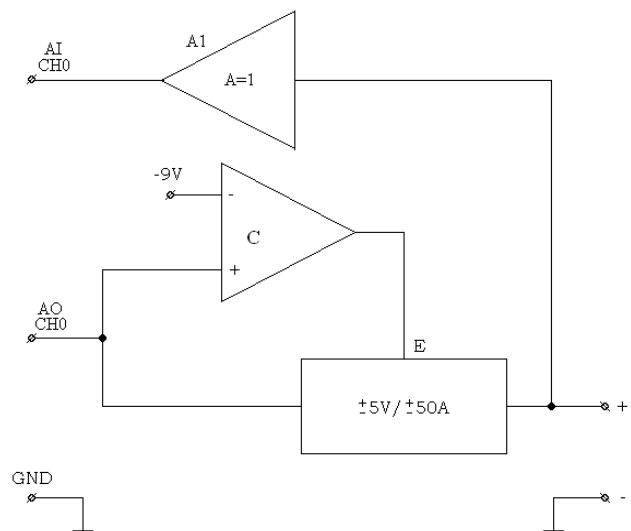 AI
CH0
A1
A=1
-9V
-
C
+
AO
CH0
E
±5V/±50A
+
GND
-